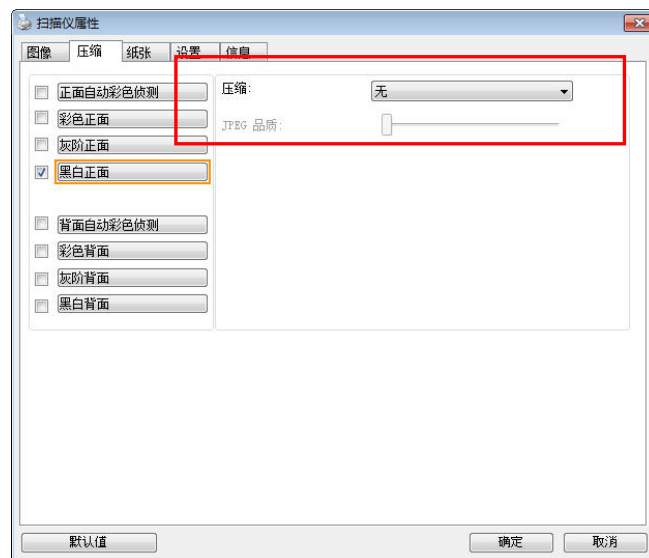 扫描仪属性
图像 压缩 纸张 设置 信息
正面自动彩色侦测
彩色正面
灰阶正面
黑白正面
背面自动彩色侦测
彩色背面
灰阶背面
黑白背面
压缩: 无
JPEG 品质:
默认值 确定 取消